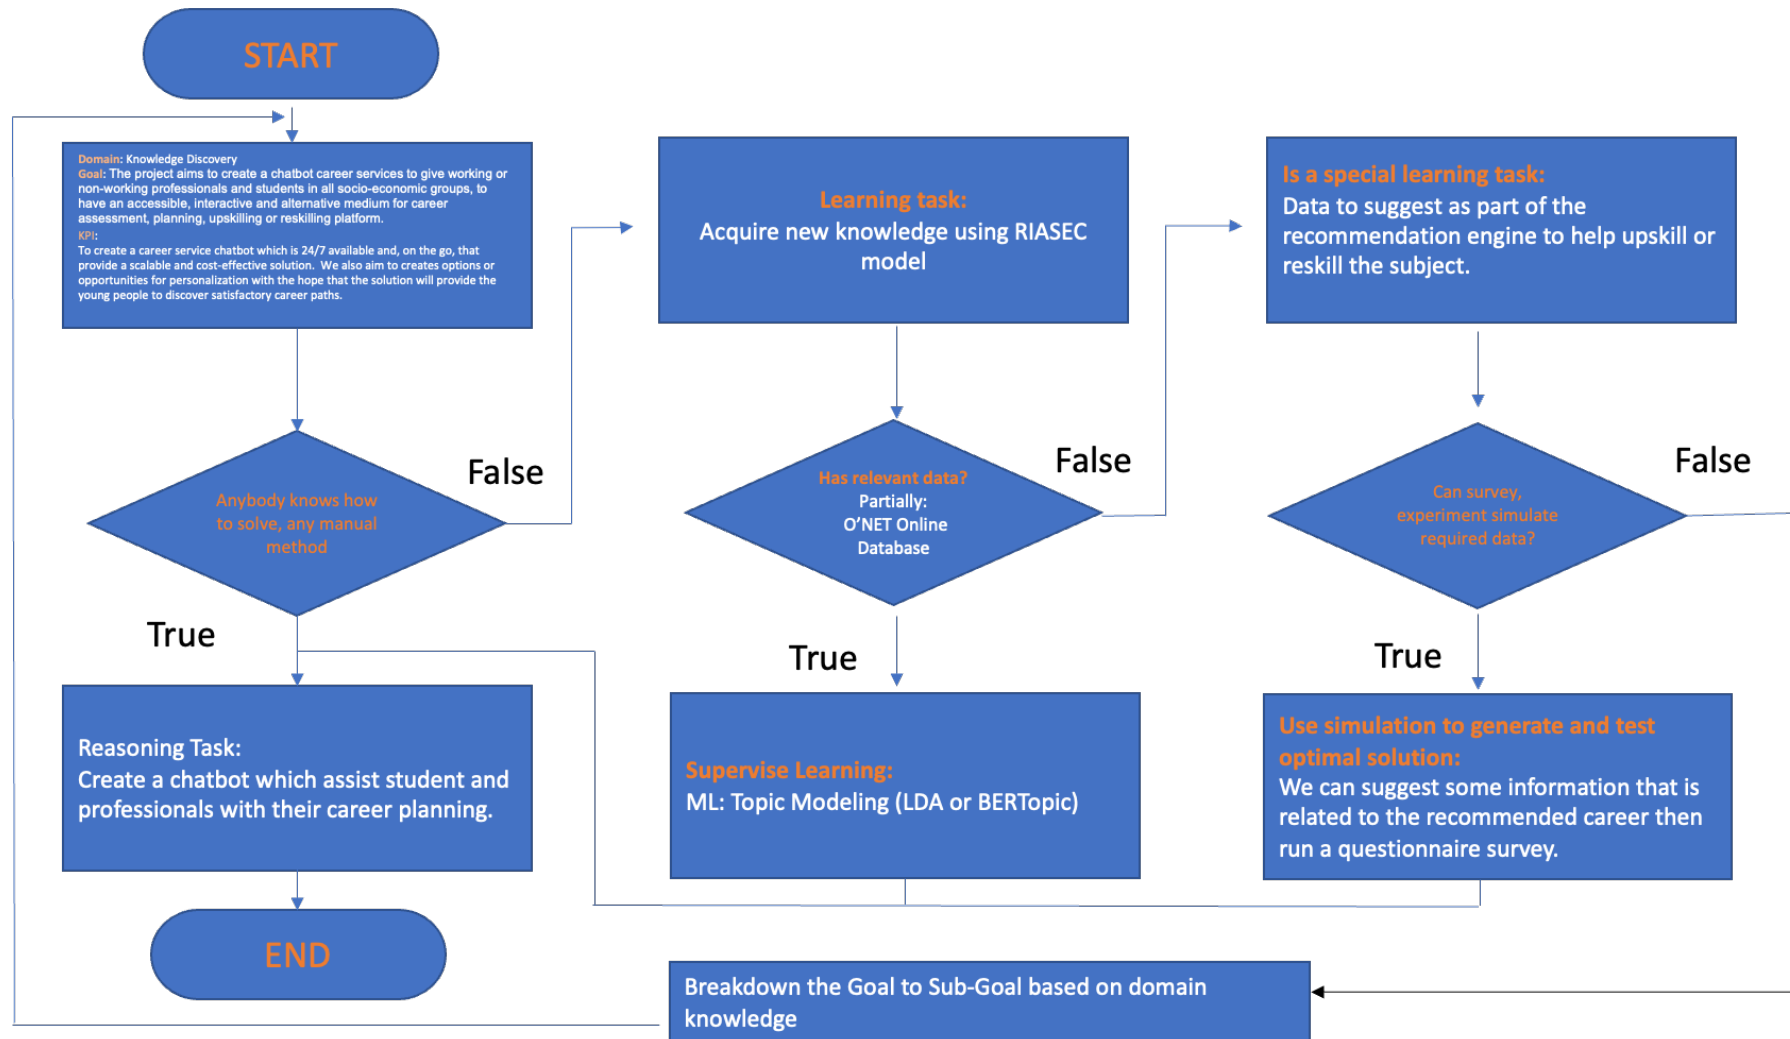 START
Domain: Knowledge Discovery
Goal: The project aims to create a chatbot career services to give working or
non-working professionals and students in all socio-economic groups, to
have an accessible, interactive and alternative medium for career
assessment, planning, upskilling or reskilling platform.
KPI:
To create a career service chatbot which is 24/7 available and, on the go, that
provide a scalable and cost-effective solution. We also aim to creates options or
opportunities for personalization with the hope that the solution will provide the
young people to discover satisfactory career paths.
Anybody knows how
to solve, any manual
method
False
True
Reasoning Task:
Create a chatbot which assist student and
professionals with their career planning.
END
Learning task:
Acquire new knowledge using RIASEC
model
Has relevant data?
Partially:
O’NET Online
Database
False
True
Supervise Learning:
ML: Topic Modeling (LDA or BERTopic)
Is a special learning task:
Data to suggest as part of the
recommendation engine to help upskill or
reskill the subject.
Can survey,
experiment simulate
required data?
False
True
Use simulation to generate and test
optimal solution:
We can suggest some information that is
related to the recommended career then
run a questionnaire survey.
Breakdown the Goal to Sub-Goal based on domain
knowledge